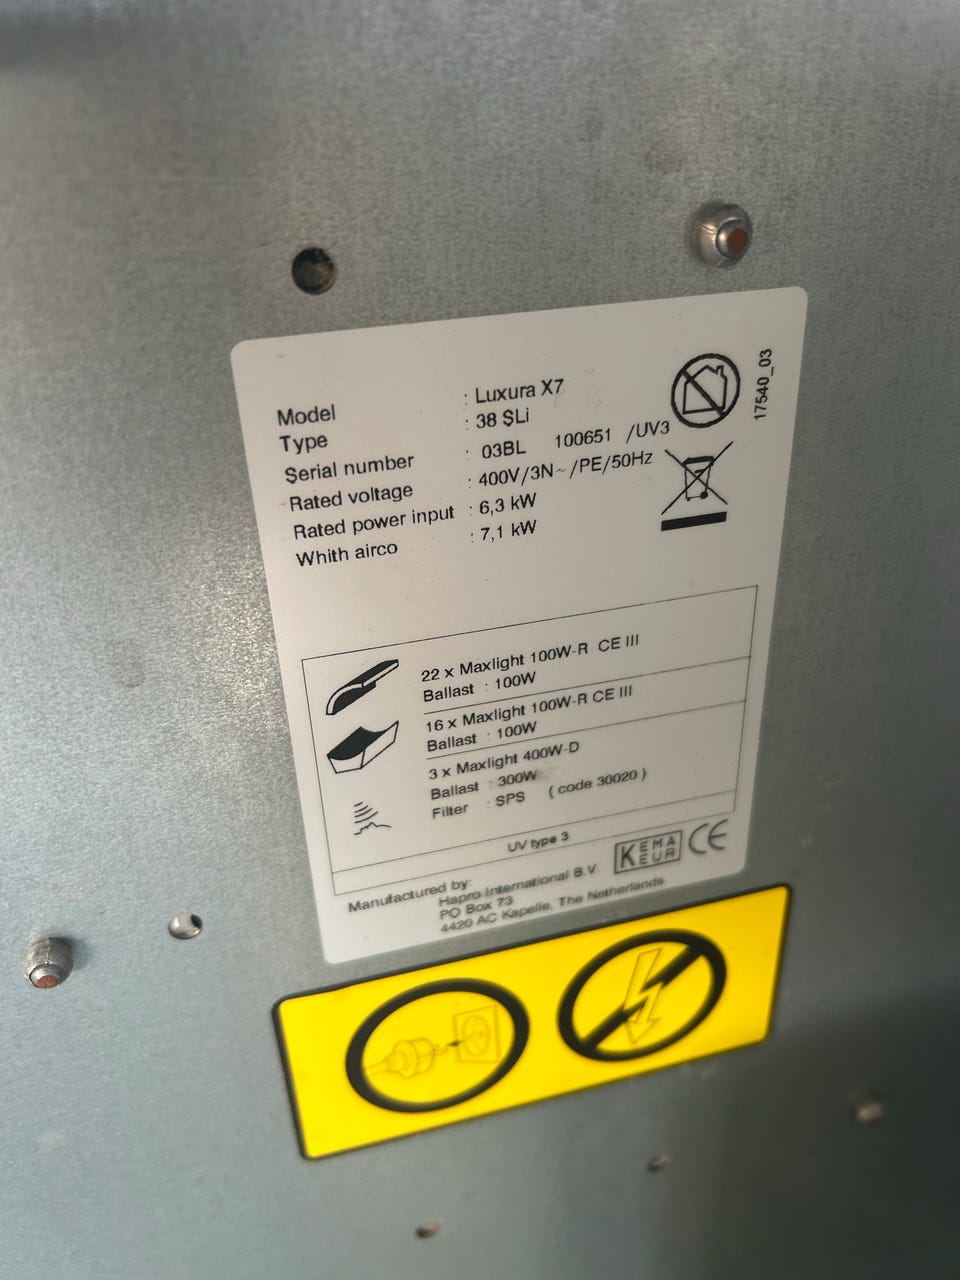 Model : Luxura X7
Type : 38 SLi
Serial number : 03BL 100651 /UV3
Rated voltage : 400V/3N~/PE/50Hz
Rated power input : 6,3 kW
Whith airco : 7,1 kW
17540_03
22 x Maxlight 100W-R CE III
Ballast : 100W
16 x Maxlight 100W-R CE III
Ballast : 100W
3 x Maxlight 400W-D
Ballast : 300W
Filter : SPS ( code 30020 )
UV type 3
KEMA
KEUR
CE
Manufactured by:
Hapro International B.V.
PO Box 73
4420 AC Kapelle, The Netherlands